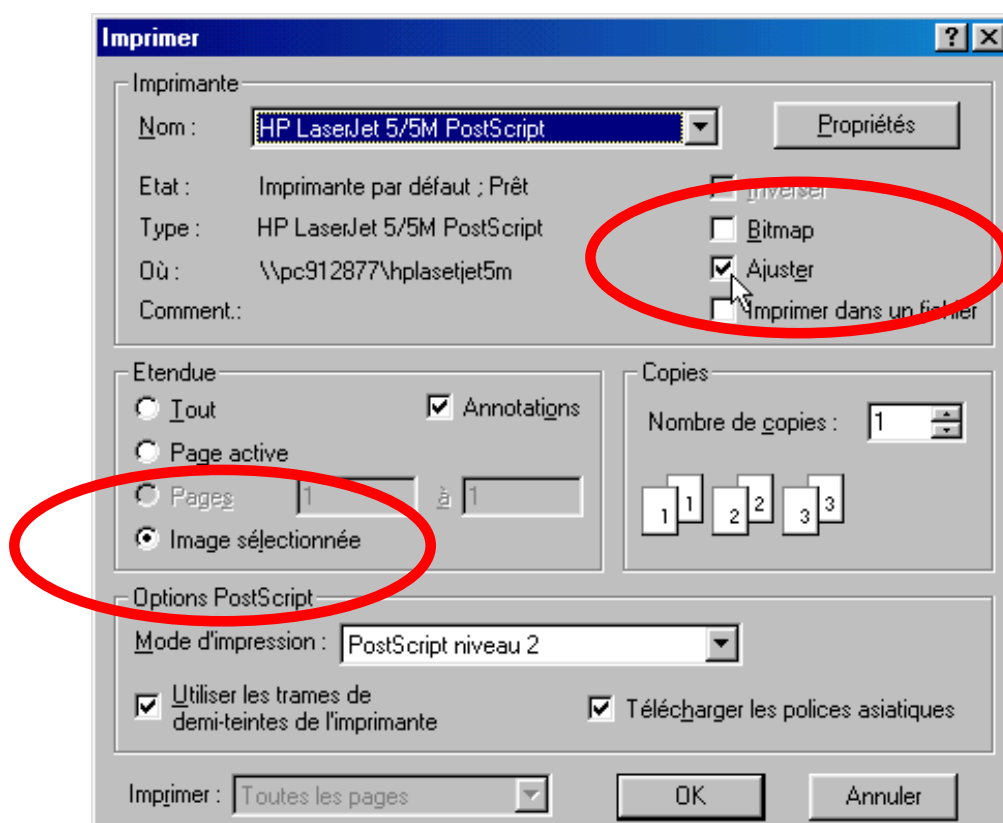 Imprimer
Imprimante
Nom : HP LaserJet 5/5M PostScript Propriétés
Etat : Imprimante par défaut ; Prêt Inverser
Type : HP LaserJet 5/5M PostScript Bitmap
Où : \\pc912877\hplasetjet5m Ajuster
Comment.: Imprimer dans un fichier
Etendue Copies
Tout Annotations Nombre de copies : 1
Page active
Pages 1 à 1 1 1 2 2 3 3
Image sélectionnée
Options PostScript
Mode d'impression : PostScript niveau 2
Utiliser les trames de
demi-teintes de l'imprimante Télécharger les polices asiatiques
Imprimer : Toutes les pages OK Annuler